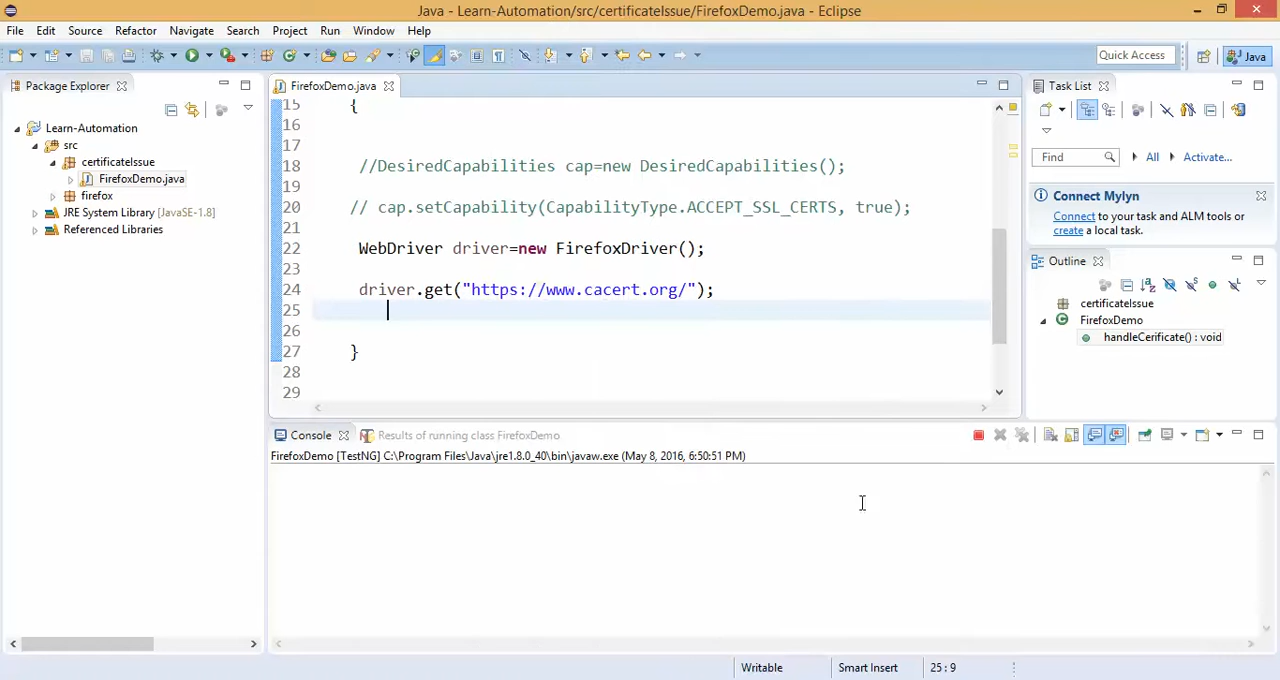 Java - Learn-Automation/src/certificateIssue/FirefoxDemo.java - Eclipse
File Edit Source Refactor Navigate Search Project Run Window Help
Quick Access
Java
Package Explorer
Learn-Automation
src
certificateIssue
FirefoxDemo.java
firefox
JRE System Library [JavaSE-1.8]
Referenced Libraries
FirefoxDemo.java
15 {
16
17
18 //DesiredCapabilities cap=new DesiredCapabilities();
19
20 // cap.setCapability(CapabilityType.ACCEPT_SSL_CERTS, true);
21
22 WebDriver driver=new FirefoxDriver();
23
24 driver.get("https://www.cacert.org/");
25
26
27 }
28
29
Task List
Find All Activate...
Connect Mylyn
Connect to your task and ALM tools or
create a local task.
Outline
certificateIssue
FirefoxDemo
handleCerificate() : void
Console Results of running class FirefoxDemo
FirefoxDemo [TestNG] C:\Program Files\Java\jre1.8.0_40\bin\javaw.exe (May 8, 2016, 6:50:51 PM)
Writable Smart Insert 25 : 9